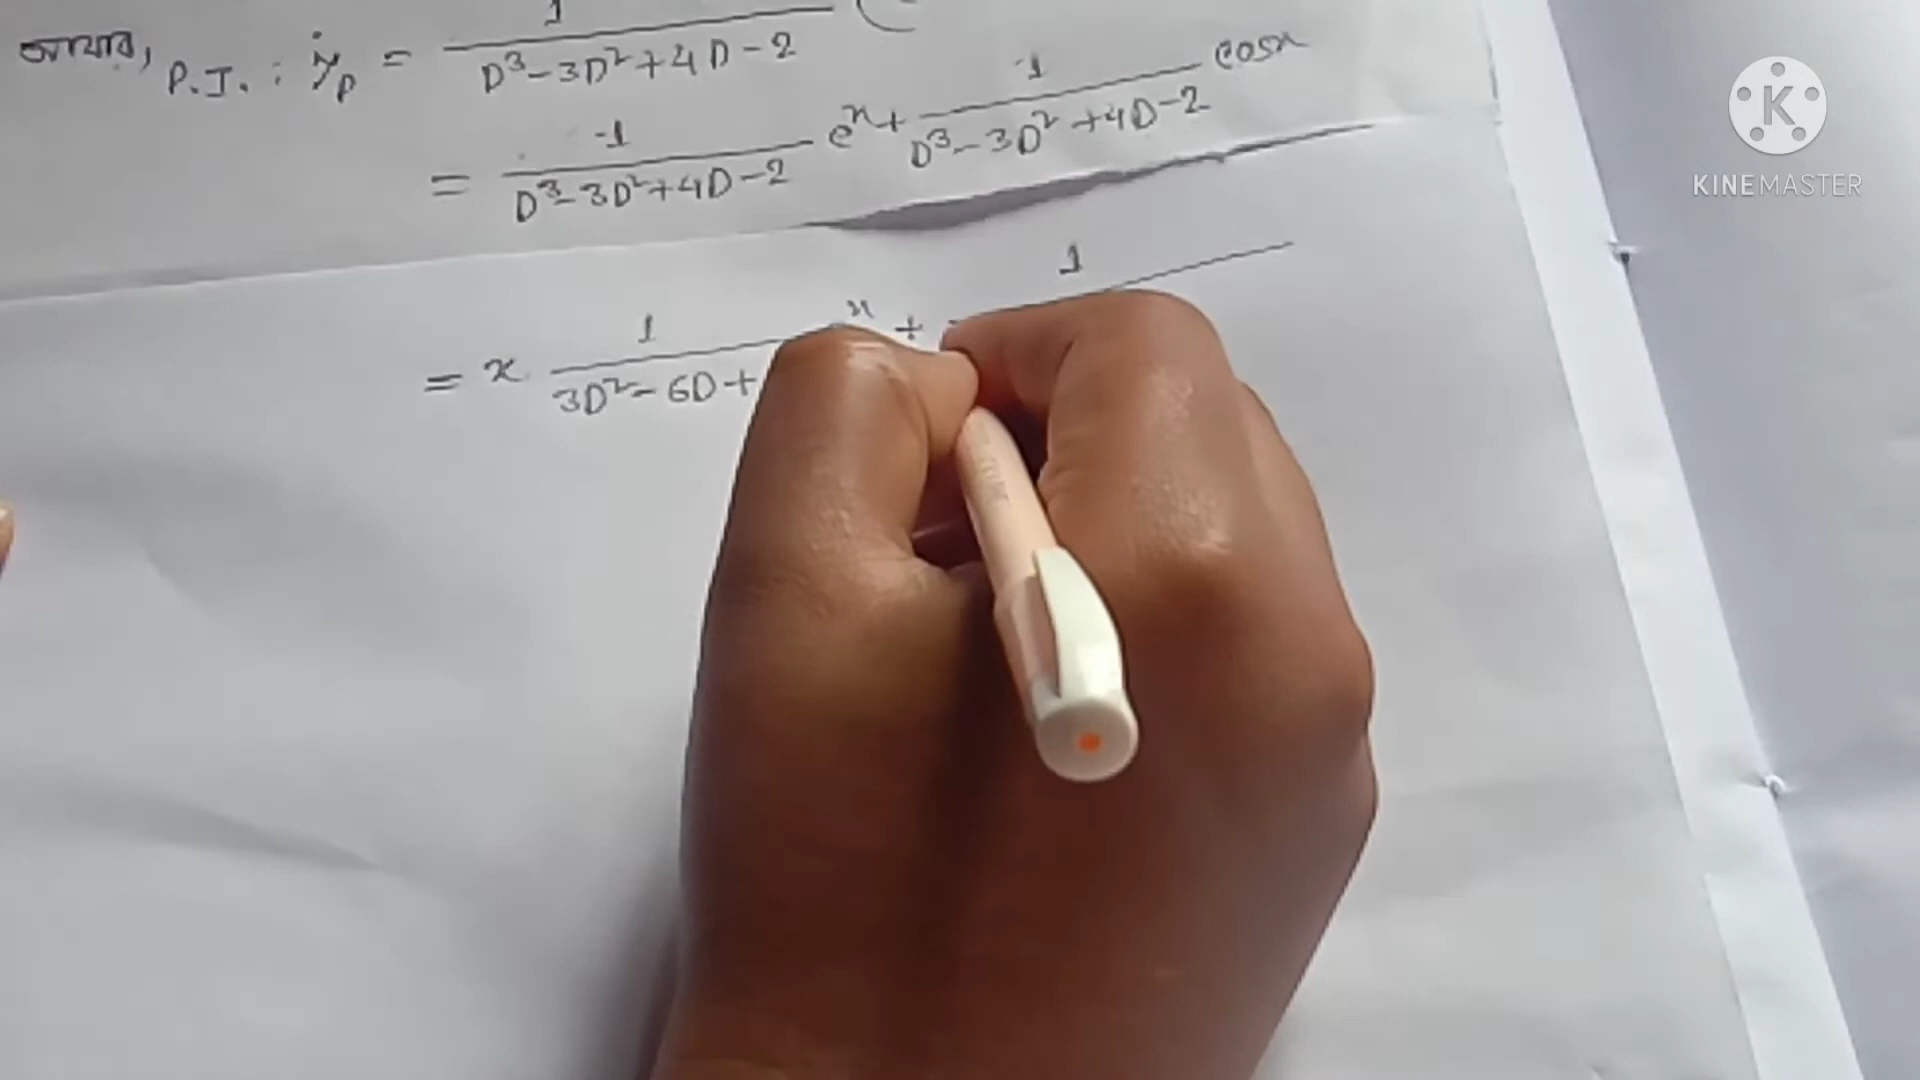 আবার, P.I. : y_p = 1/(D³-3D²+4D-2) (
= 1/(D³-3D²+4D-2) eˣ + 1/(D³-3D²+4D-2) cosx
= x. 1/(3D²-6D+ ˣ + 1/
K
KINEMASTER